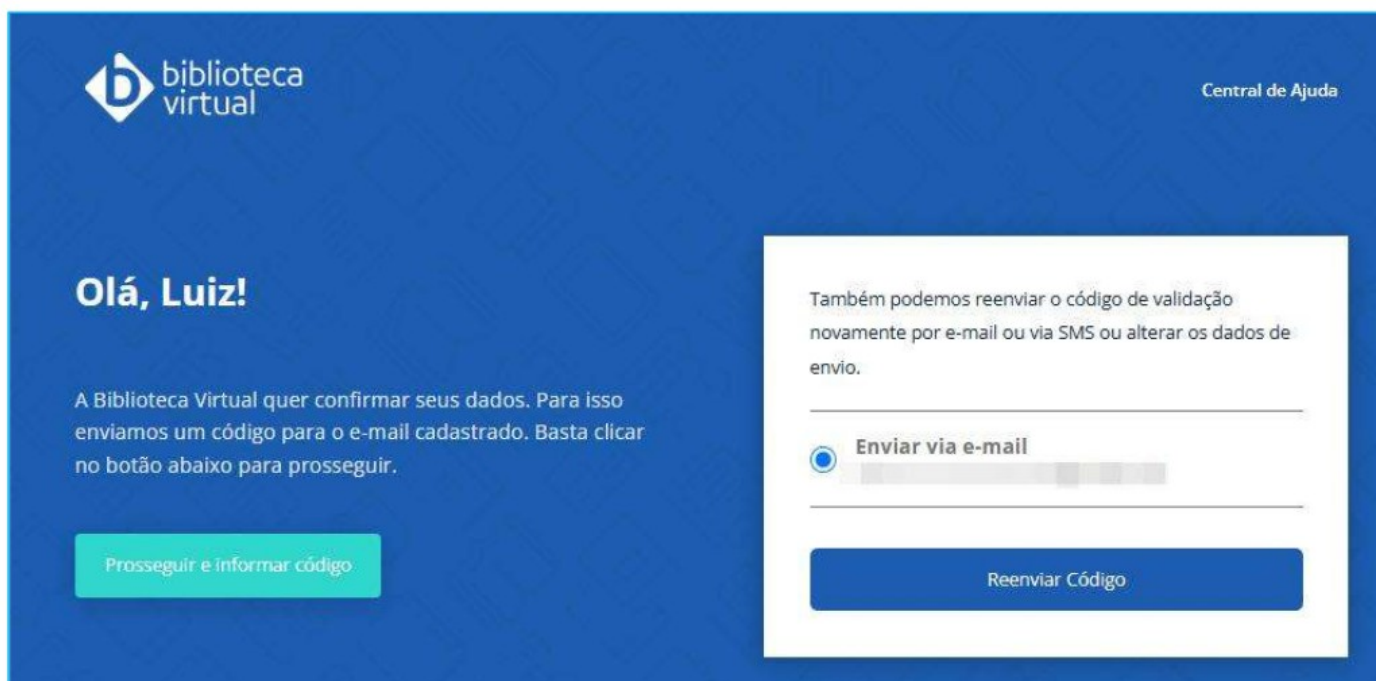 biblioteca
virtual
Central de Ajuda
Olá, Luiz!
A Biblioteca Virtual quer confirmar seus dados. Para isso
enviamos um código para o e-mail cadastrado. Basta clicar
no botão abaixo para prosseguir.
Prosseguir e informar código
Também podemos reenviar o código de validação
novamente por e-mail ou via SMS ou alterar os dados de
envio.
Enviar via e-mail
Reenviar Código